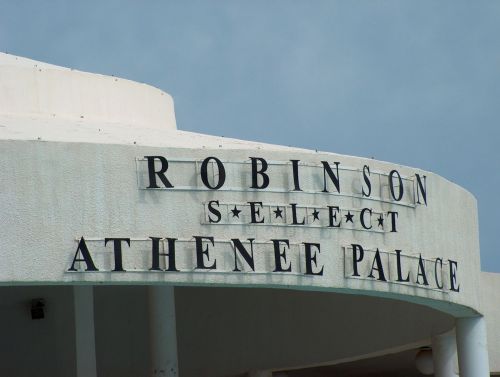 ROBINSON
S★E★L★E★C★T
ATHENEE PALACE